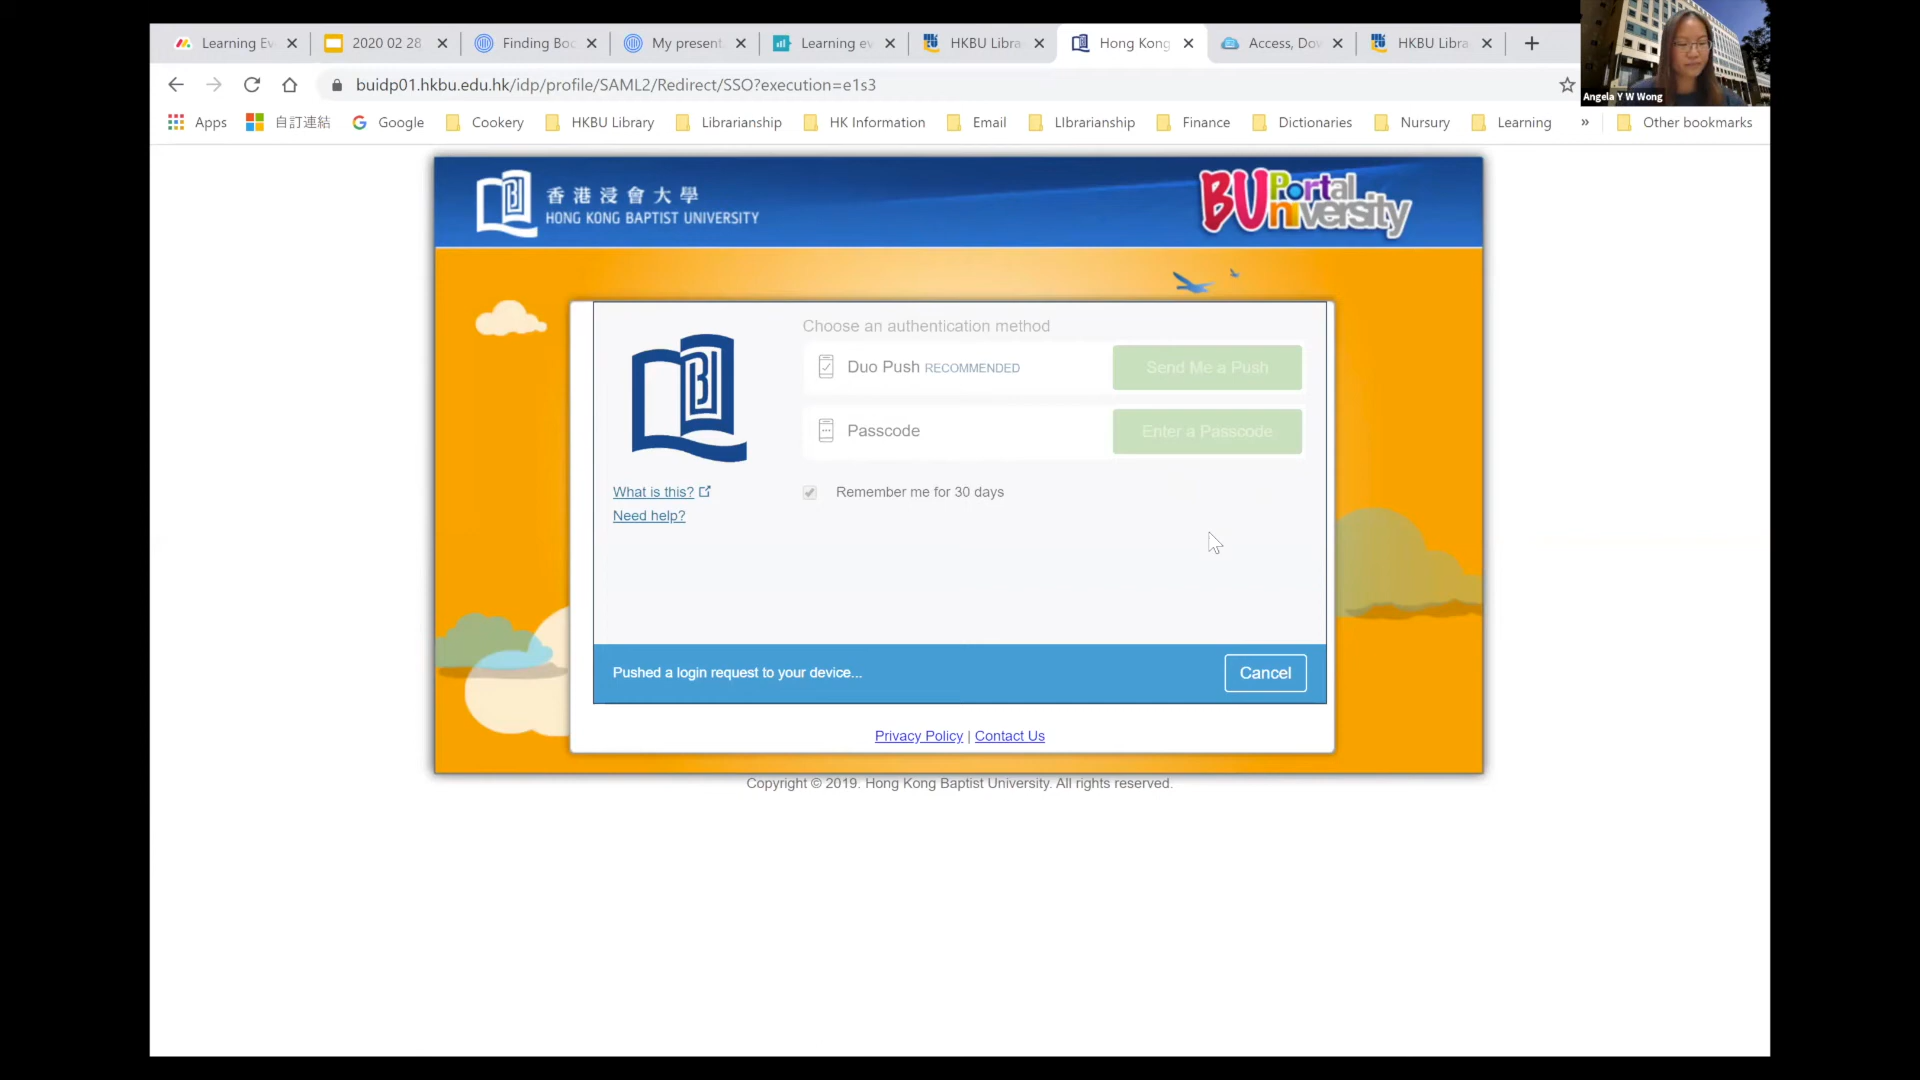 Learning Ev
2020 02 28
Finding Boo
My present
Learning ev
HKBU Libra
Hong Kong
Access, Dov
HKBU Libra
buidp01.hkbu.edu.hk/idp/profile/SAML2/Redirect/SSO?execution=e1s3
Angela Y W Wong
Apps
自訂連結
Google
Cookery
HKBU Library
Librarianship
HK Information
Email
LIbrarianship
Finance
Dictionaries
Nursury
Learning
»
Other bookmarks
香港浸會大學
HONG KONG BAPTIST UNIVERSITY
BU Portal
University
Choose an authentication method
Duo Push RECOMMENDED
Send Me a Push
Passcode
Enter a Passcode
What is this?
Remember me for 30 days
Need help?
Pushed a login request to your device...
Cancel
Privacy Policy | Contact Us
Copyright © 2019. Hong Kong Baptist University. All rights reserved.